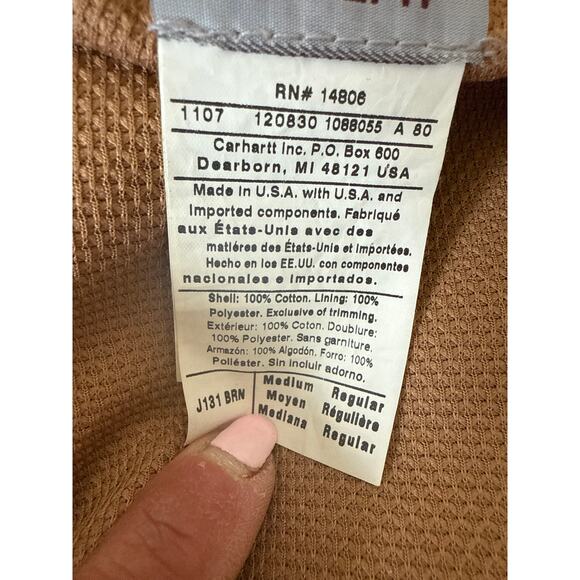 RN# 14806
1107 120830 1086055 A 80
Carhartt Inc. P.O. Box 600
Dearborn, MI 48121 USA
Made in U.S.A. with U.S.A. and
Imported components. Fabriqué
aux États-Unis avec des
matiéres des États-Unis et Importées.
Hecho en los EE.UU. con componentes
nacionales e importados.
Shell: 100% Cotton. Lining: 100%
Polyester. Exclusive of trimming.
Extérieur: 100% Coton. Doublure:
100% Polyester. Sans garniture.
Armazón: 100% Algodón. Forro: 100%
Poliéster. Sin incluir adorno.
J131 BRN
Medium Regular
Moyen Régulière
Mediana Regular